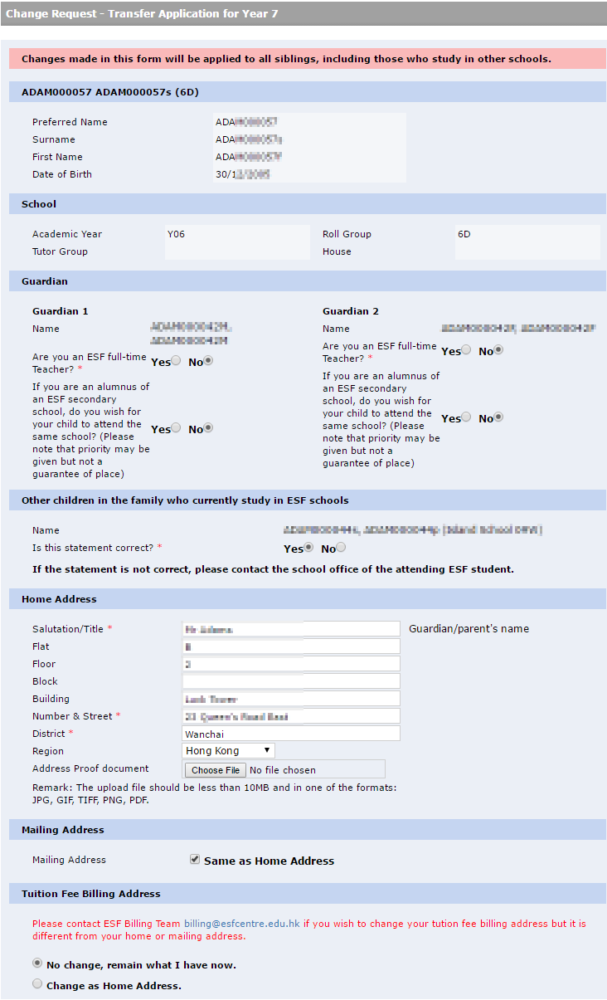 Change Request - Transfer Application for Year 7
Changes made in this form will be applied to all siblings, including those who study in other schools.
ADAM000057 ADAM000057s (6D)
Preferred Name ADA
Surname ADA
First Name ADA
Date of Birth 30/1
School
Academic Year Y06 Roll Group 6D
Tutor Group House
Guardian
Guardian 1
Name
Are you an ESF full-time
Teacher? *
Yes No
If you are an alumnus of
an ESF secondary
school, do you wish for
your child to attend the
same school? (Please
note that priority may be
given but not a
guarantee of place)
Yes No
Guardian 2
Name
Are you an ESF full-time
Teacher? *
Yes No
If you are an alumnus of
an ESF secondary
school, do you wish for
your child to attend the
same school? (Please
note that priority may be
given but not a
guarantee of place)
Yes No
Other children in the family who currently study in ESF schools
Name
Is this statement correct? * Yes No
If the statement is not correct, please contact the school office of the attending ESF student.
Home Address
Salutation/Title * Guardian/parent's name
Flat
Floor
Block
Building
Number & Street *
District * Wanchai
Region Hong Kong
Address Proof document Choose File No file chosen
Remark: The upload file should be less than 10MB and in one of the formats:
JPG, GIF, TIFF, PNG, PDF.
Mailing Address
Mailing Address Same as Home Address
Tuition Fee Billing Address
Please contact ESF Billing Team billing@esfcentre.edu.hk if you wish to change your tution fee billing address but it is
different from your home or mailing address.
No change, remain what I have now.
Change as Home Address.